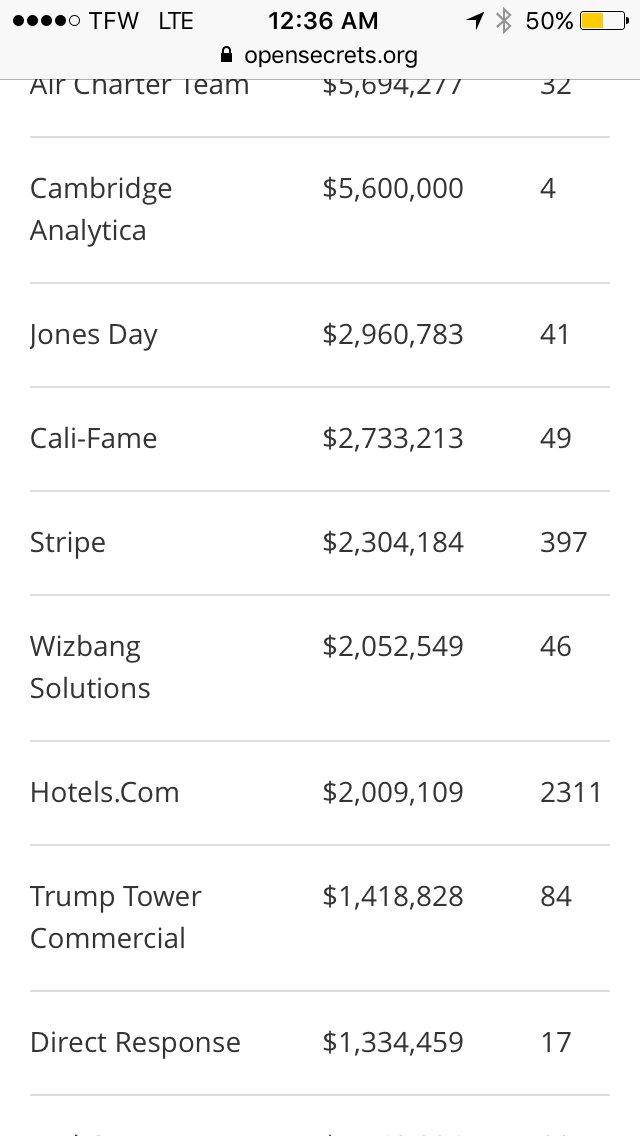 TFW LTE 12:36 AM 50%
opensecrets.org
Air Charter Team $5,694,277 32
Cambridge $5,600,000 4
Analytica
Jones Day $2,960,783 41
Cali-Fame $2,733,213 49
Stripe $2,304,184 397
Wizbang $2,052,549 46
Solutions
Hotels.Com $2,009,109 2311
Trump Tower $1,418,828 84
Commercial
Direct Response $1,334,459 17